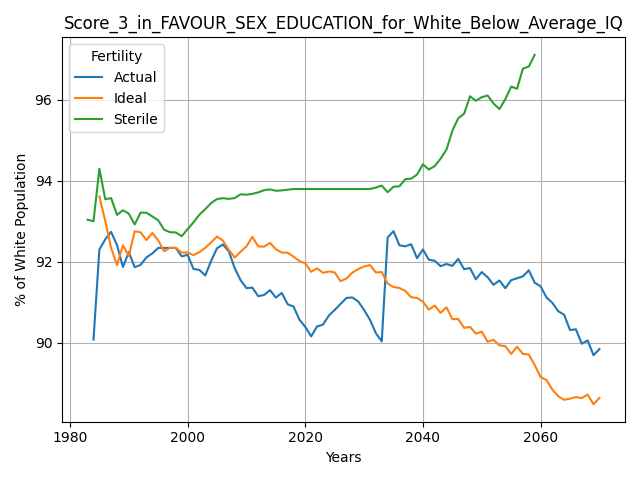 Score_3_in_FAVOUR_SEX_EDUCATION_for_White_Below_Average_IQ
Fertility
Actual
Ideal
Sterile
% of White Population
96
94
92
90
1980
2000
2020
2040
2060
Years